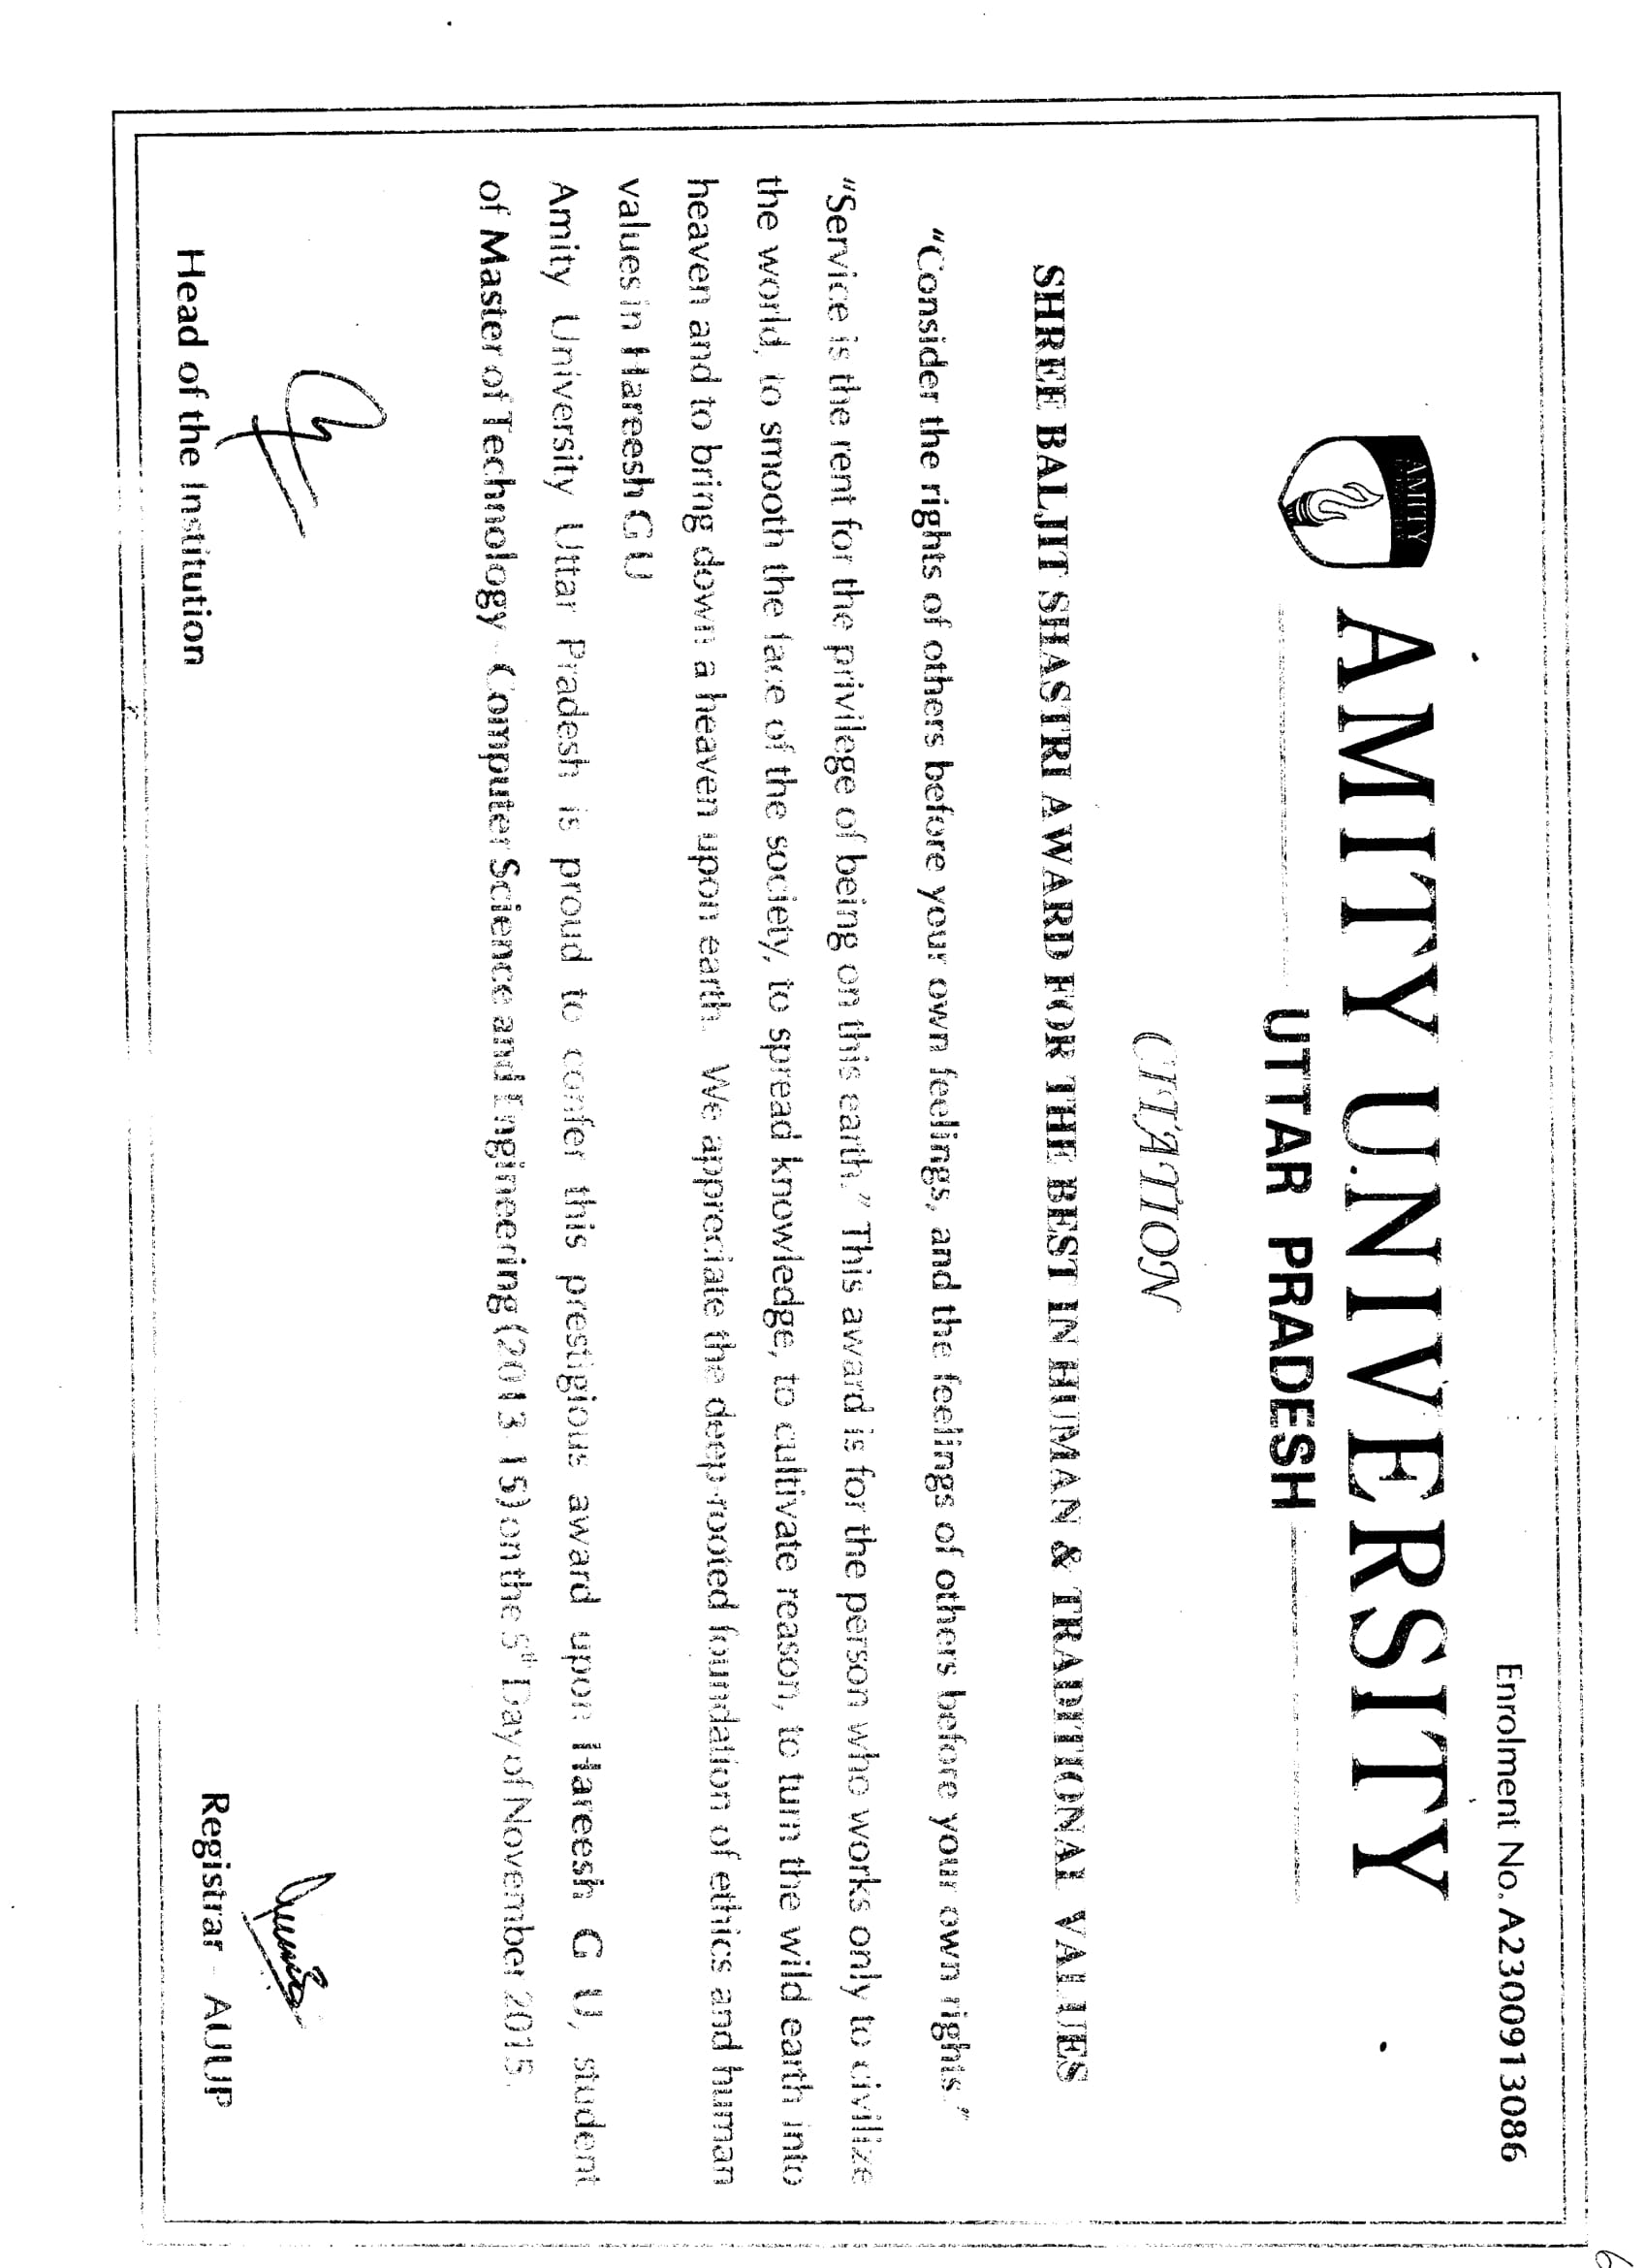 Enrolment No. A2300913086
AMITY
AMITY UNIVERSITY
UTTAR PRADESH
CITATION
SHREE BALJIT SHASTRI AWARD FOR THE BEST IN HUMAN & TRADITIONAL VALUES
"Consider the rights of others before your own feelings, and the feelings of others before your own rights."
"Service is the rent for the privilege of being on this earth." This award is for the person who works only to civilize
the world, to smooth the face of the society, to spread knowledge, to cultivate reason, to turn the wild earth into
heaven and to bring down a heaven upon earth. We appreciate the deep-rooted foundation of ethics and human
values in Hareesh G U
Amity University Uttar Pradesh is proud to confer this prestigious award upon Hareesh G U, student
of Master of Technology - Computer Science and Engineering (2013-15) on the 5th Day of November 2015.
Head of the Institution
Registrar - AUUP